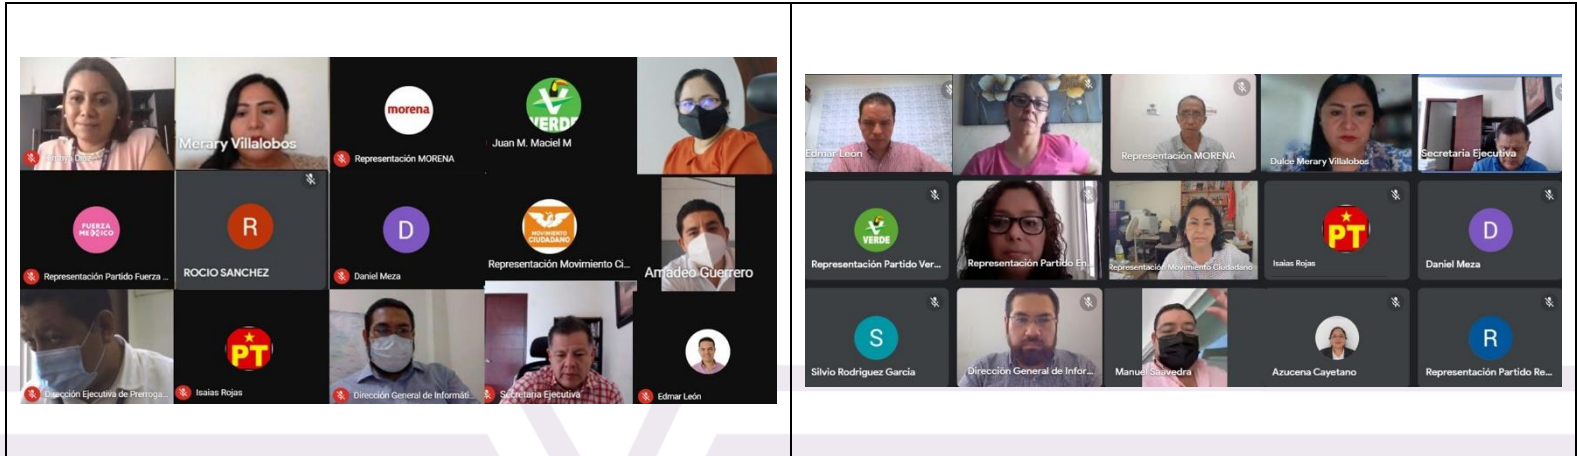 Merary Villalobos
morena
Representación MORENA
VERDE
Juan M. Maciel M
FUERZA
MEXICO
Representación Partido Fuerza ...
R
ROCIO SANCHEZ
D
Daniel Meza
MOVIMIENTO
CIUDADANO
Representación Movimiento Ci...
Amadeo Guerrero
Dirección Ejecutiva de Prerroga...
PT
Isaias Rojas
Dirección General de Informáti...
Secretaria Ejecutiva
Edmar León
Edmar Leon
Representación MORENA
Dulce Merary Villalobos
Secretaria Ejecutiva
VERDE
Representación Partido Ver...
Representación Partido En...
Representación Movimiento Ciudadano
PT
Isaias Rojas
D
Daniel Meza
S
Silvio Rodriguez Garcia
Dirección General de Infor...
Manuel Saavedra
Azucena Cayetano
R
Representación Partido Re...